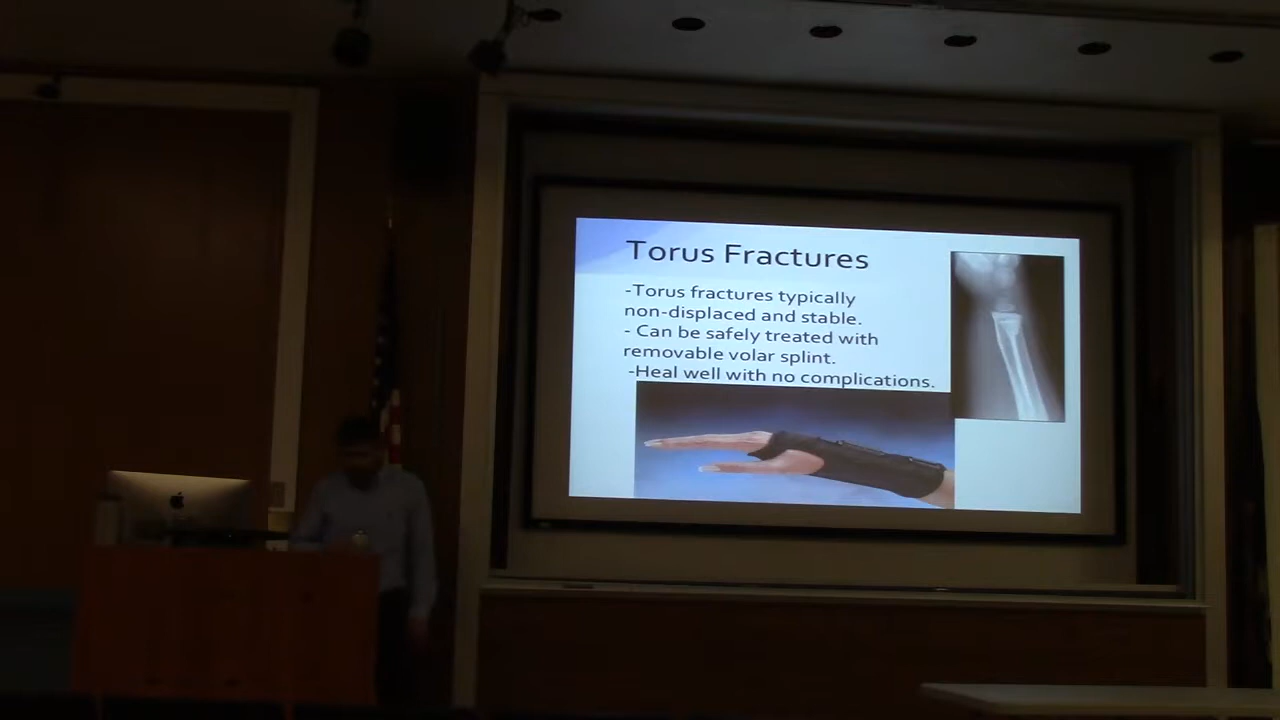 Torus Fractures
-Torus fractures typically
non-displaced and stable.
- Can be safely treated with
removable volar splint.
-Heal well with no complications.